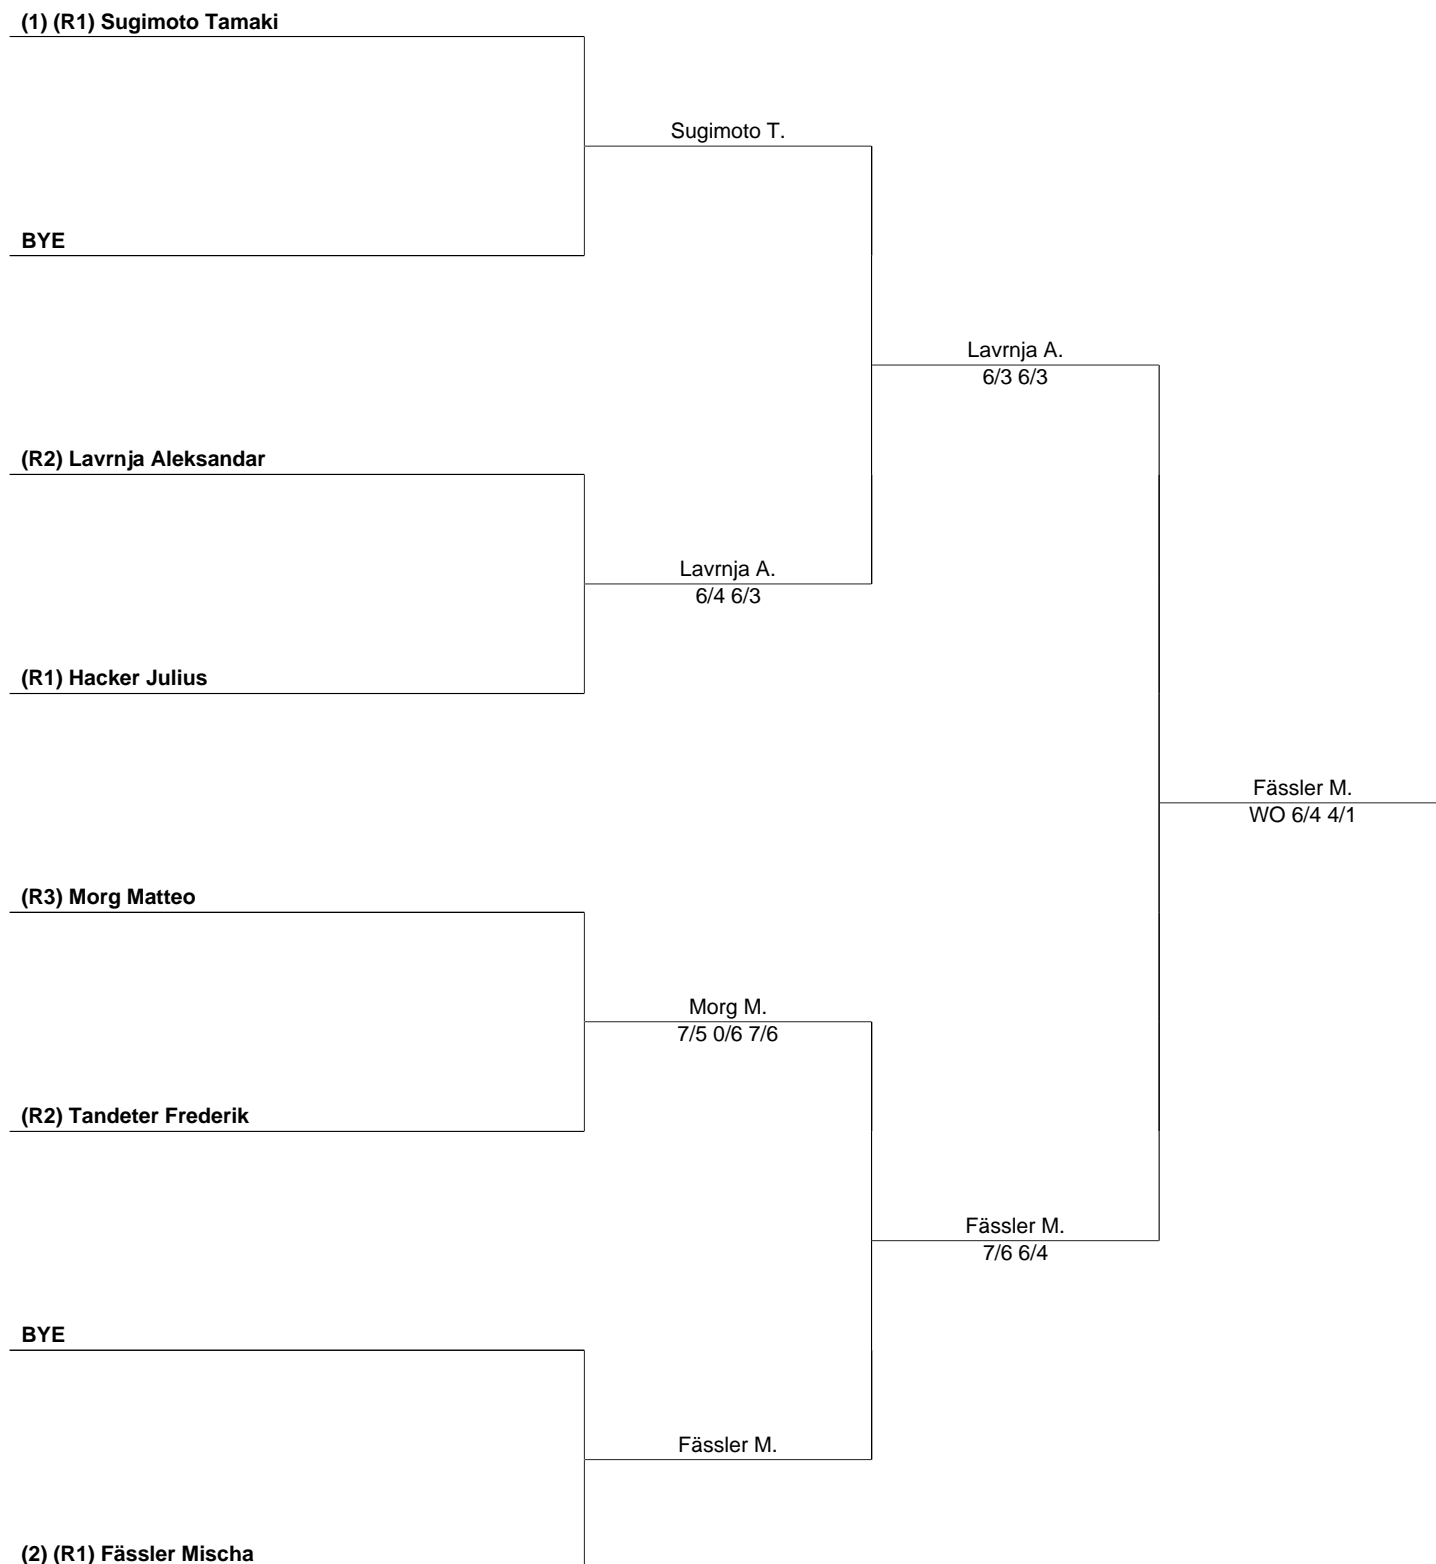 (1) (R1) Sugimoto Tamaki
Sugimoto T.
BYE
Lavrnja A.
6/3 6/3
(R2) Lavrnja Aleksandar
Lavrnja A.
6/4 6/3
(R1) Hacker Julius
Fässler M.
WO 6/4 4/1
(R3) Morg Matteo
Morg M.
7/5 0/6 7/6
(R2) Tandeter Frederik
Fässler M.
7/6 6/4
BYE
Fässler M.
(2) (R1) Fässler Mischa